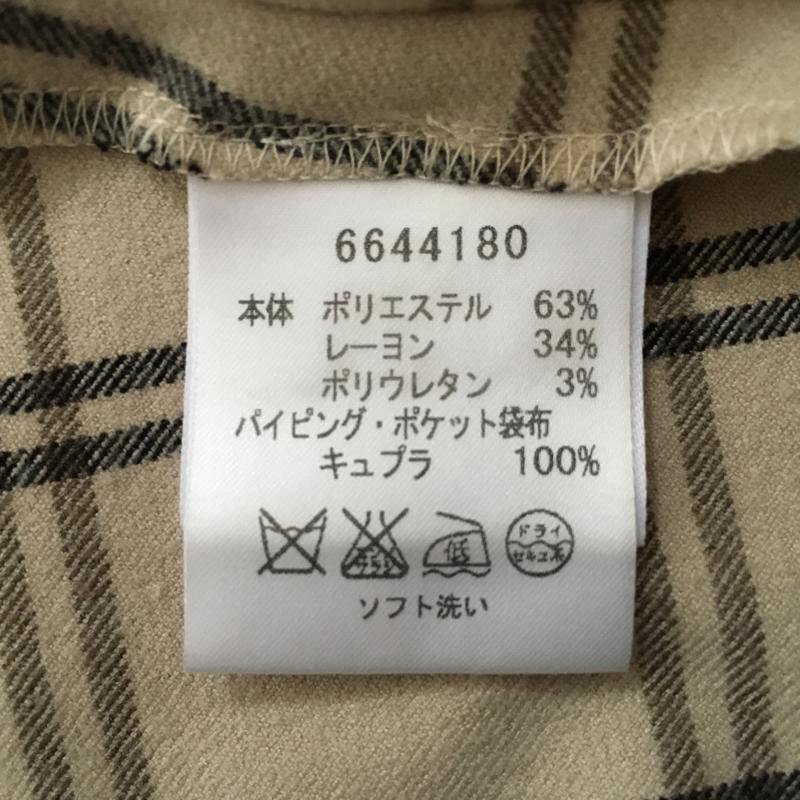 6644180
本体 ポリエステル 63%
レーヨン 34%
ポリウレタン 3%
パイピング・ポケット袋布
キュプラ 100%
低
ドライ
セキユ系
ソフト洗い